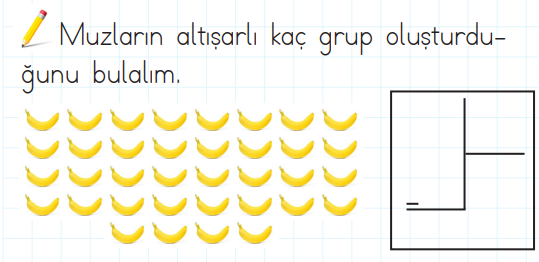 Muzların altışarlı kaç grup oluşturdu-
ğunu bulalım.